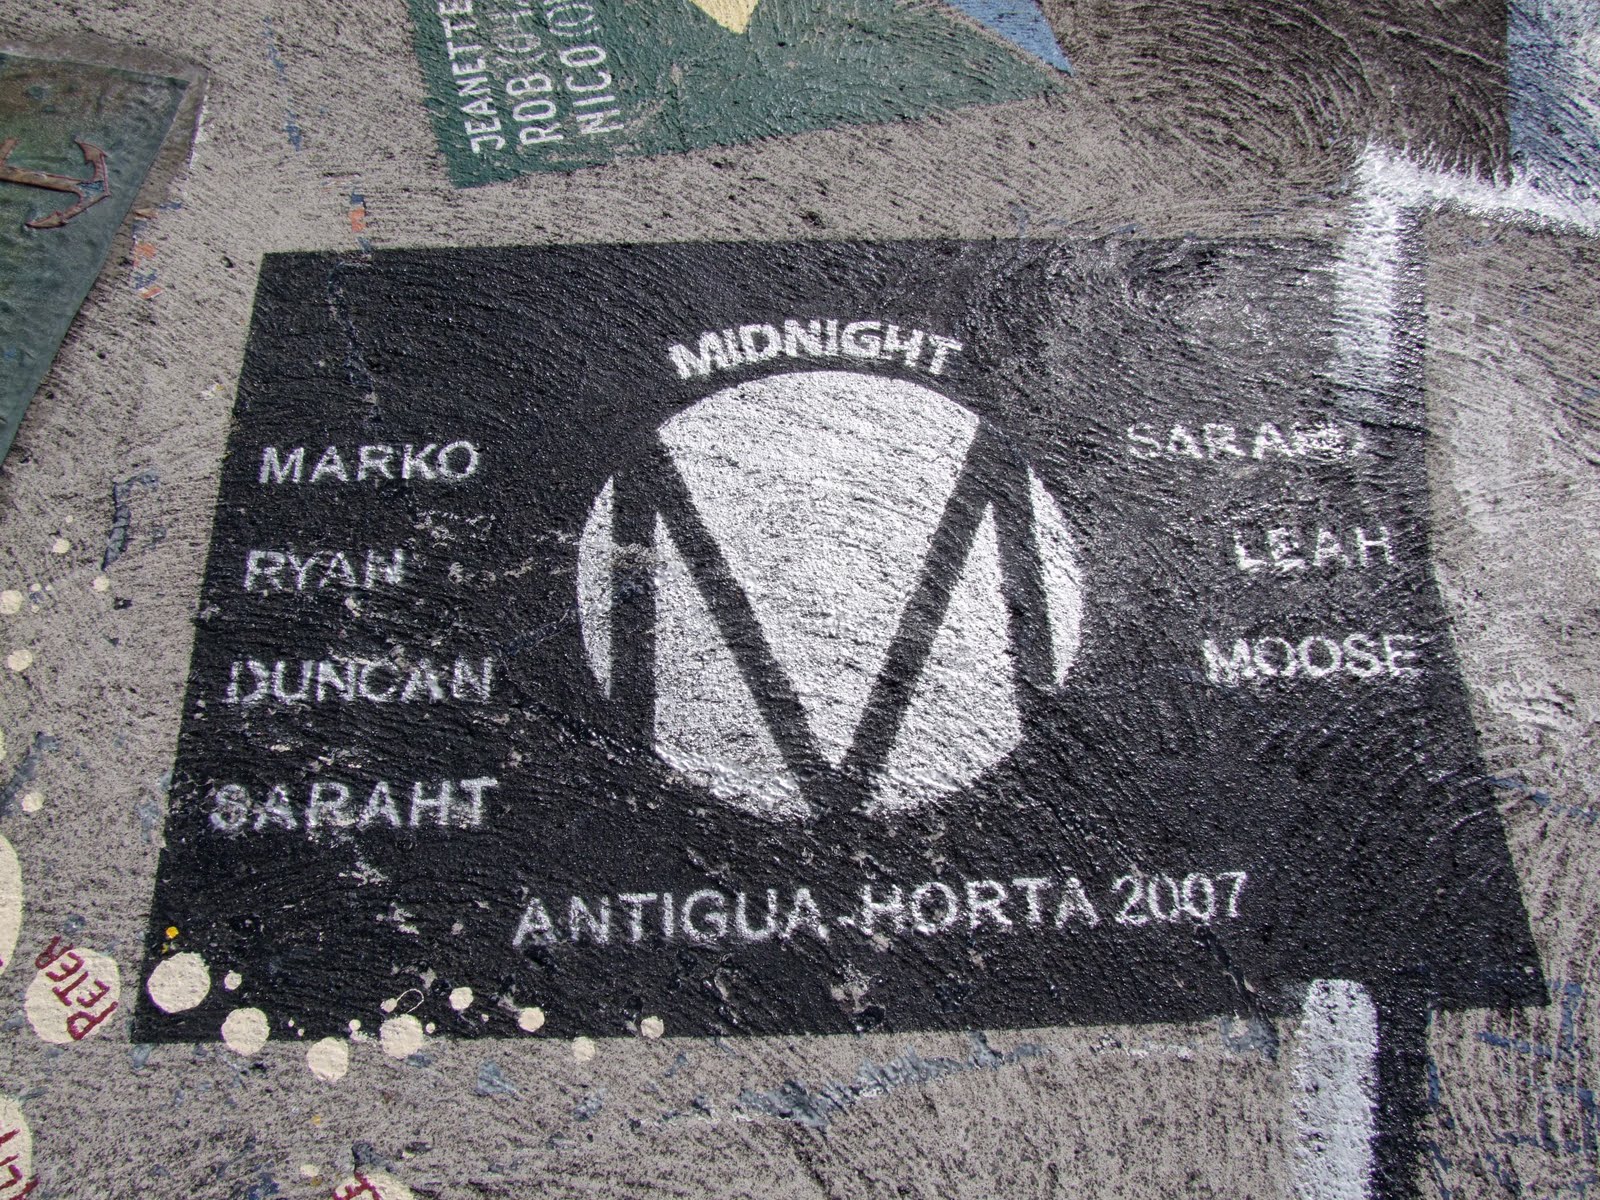 JEANETTE
ROB
NICO
MIDNIGHT
M
MARKO
RYAN
DUNCAN
SARAHT
LEAH
MOOSE
ANTIGUA-HORTA 2007
PETER